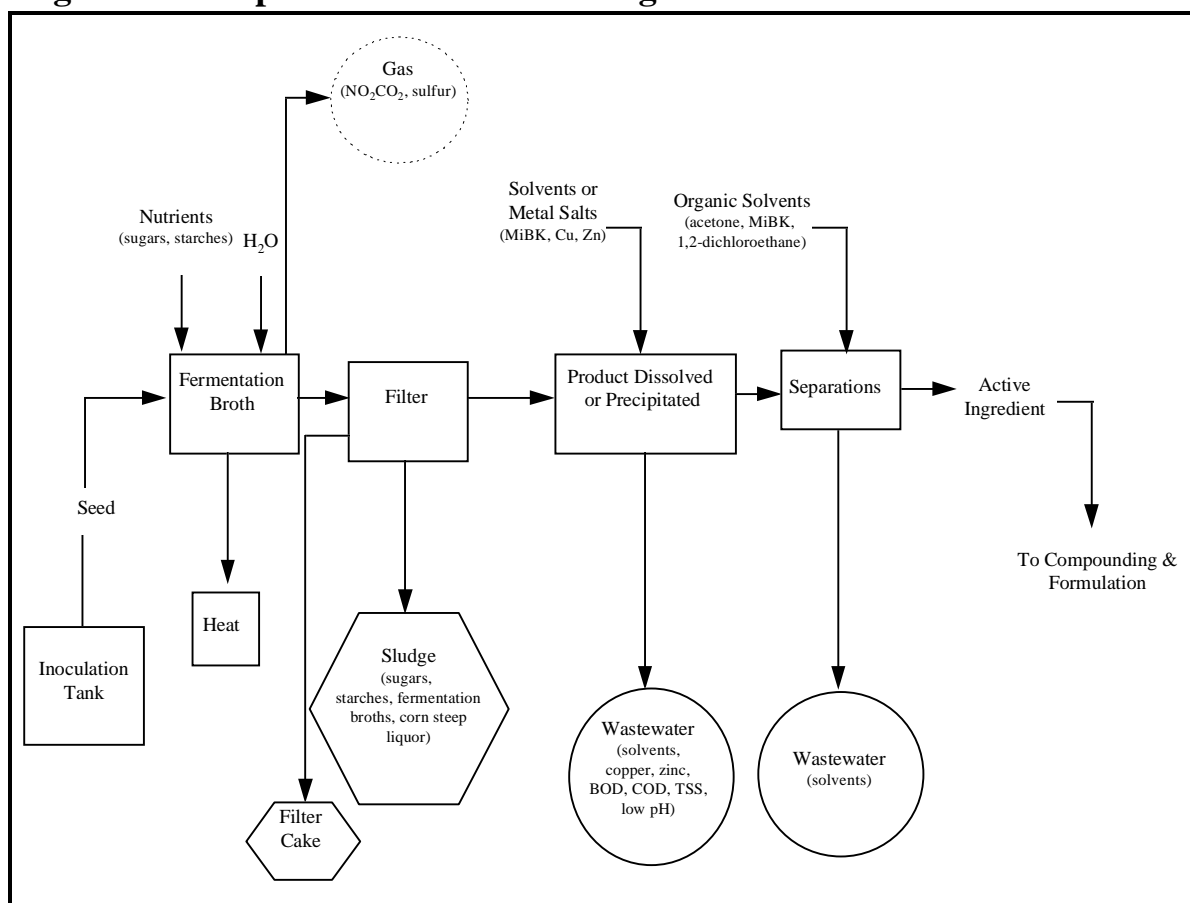 Gas
(NO₂CO₂, sulfur)
Solvents or
Metal Salts
(MiBK, Cu, Zn)
Organic Solvents
(acetone, MiBK,
1,2-dichloroethane)
Nutrients
(sugars, starches)
H₂O
Fermentation
Broth
Filter
Product Dissolved
or Precipitated
Separations
Active
Ingredient
Seed
To Compounding &
Formulation
Heat
Inoculation
Tank
Sludge
(sugars,
starches, fermentation
broths, corn steep
liquor)
Wastewater
(solvents,
copper, zinc,
BOD, COD, TSS,
low pH)
Wastewater
(solvents)
Filter
Cake